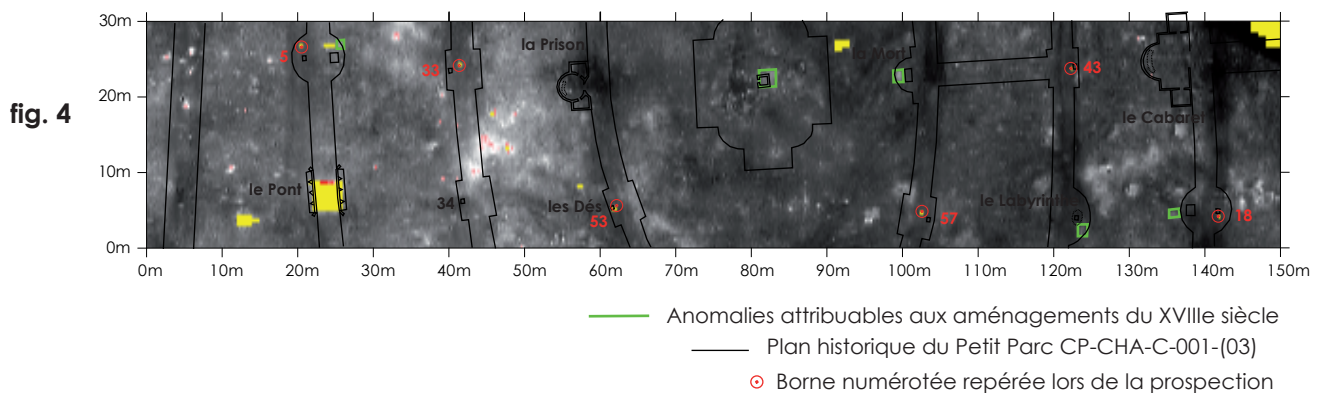 fig. 4
30m
20m
10m
0m
0m 10m 20m 30m 40m 50m 60m 70m 80m 90m 100m 110m 120m 130m 140m 150m
5
33
la Prison
la Mort
43
le Cabaret
le Pont
34
les Dés
53
57
le Labyrinthe
18
Anomalies attribuables aux aménagements du XVIIIe siècle
Plan historique du Petit Parc CP-CHA-C-001-(03)
Borne numérotée repérée lors de la prospection